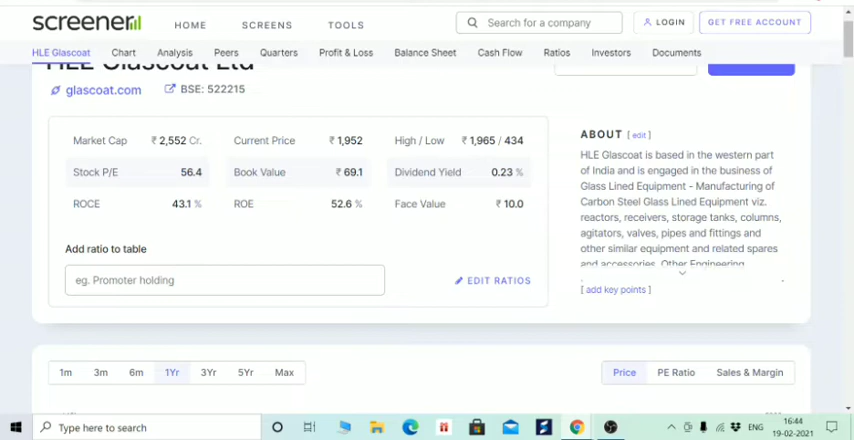 screener
HOME SCREENS TOOLS
Search for a company
LOGIN
GET FREE ACCOUNT
HLE Glascoat Chart Analysis Peers Quarters Profit & Loss Balance Sheet Cash Flow Ratios Investors Documents
HLE Glascoat Ltd
glascoat.com BSE: 522215
Market Cap ₹ 2,552 Cr. Current Price ₹ 1,952 High / Low ₹ 1,965 / 434
Stock P/E 56.4 Book Value ₹ 69.1 Dividend Yield 0.23 %
ROCE 43.1 % ROE 52.6 % Face Value ₹ 10.0
Add ratio to table
eg. Promoter holding
EDIT RATIOS
ABOUT [ edit ]
HLE Glascoat is based in the western part
of India and is engaged in the business of
Glass Lined Equipment - Manufacturing of
Carbon Steel Glass Lined Equipment viz.
reactors, receivers, storage tanks, columns,
agitators, valves, pipes and fittings and
other similar equipment and related spares
and accessories. Other Engineering
[ add key points ]
1m 3m 6m 1Yr 3Yr 5Yr Max
Price PE Ratio Sales & Margin
Type here to search
ENG
16:44
19-02-2021